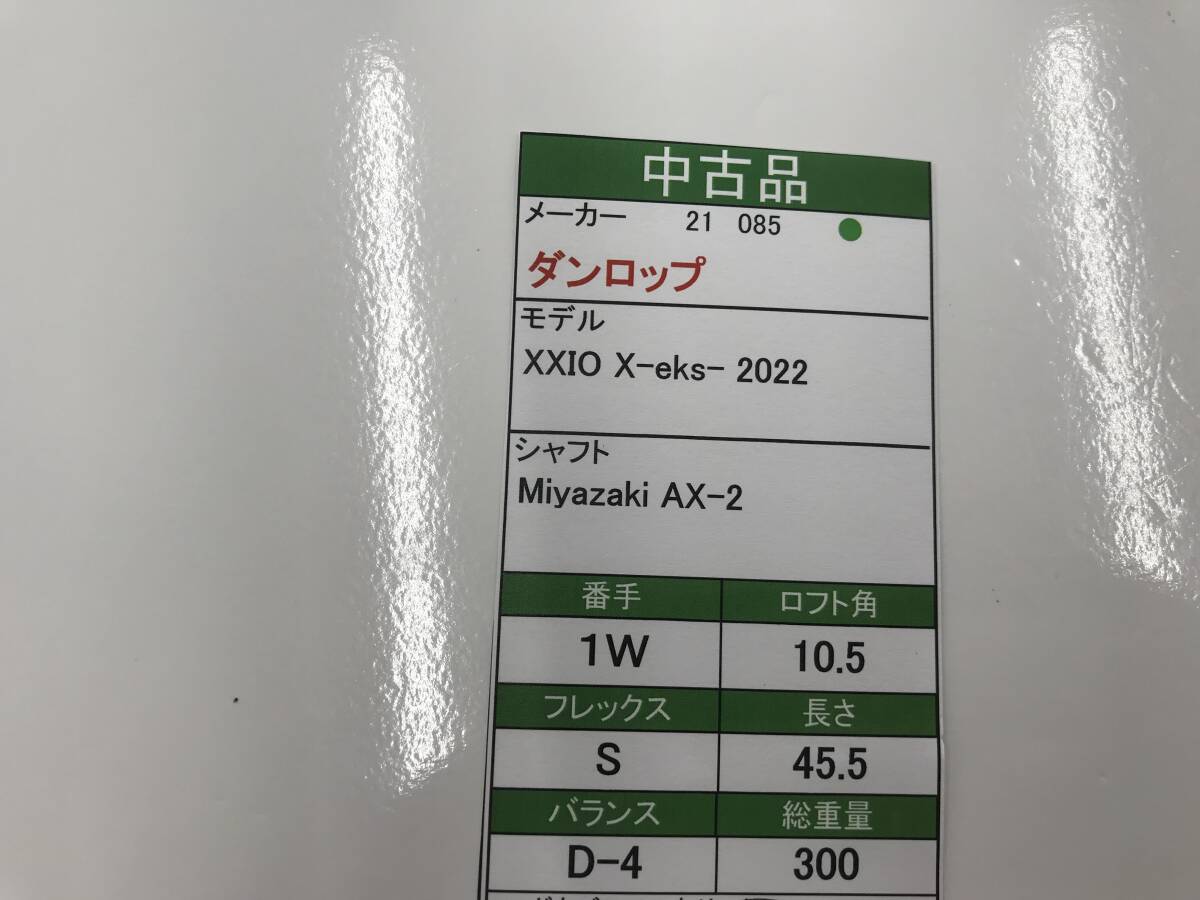 中古品
メーカー 21 085
ダンロップ
モデル
XXIO X-eks- 2022
シャフト
Miyazaki AX-2
番手 ロフト角
1W 10.5
フレックス 長さ
S 45.5
バランス 総重量
D-4 300